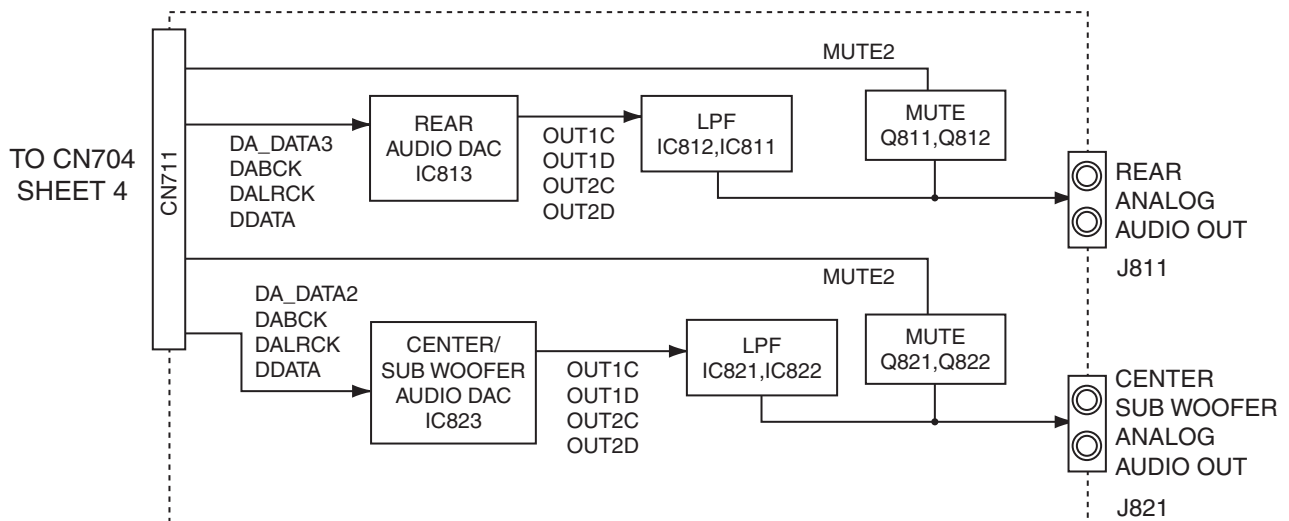 TO CN704
SHEET 4
CN711
MUTE2
DA_DATA3
DABCK
DALRCK
DDATA
REAR
AUDIO DAC
IC813
OUT1C
OUT1D
OUT2C
OUT2D
LPF
IC812,IC811
MUTE
Q811,Q812
REAR
ANALOG
AUDIO OUT
J811
MUTE2
DA_DATA2
DABCK
DALRCK
DDATA
CENTER/
SUB WOOFER
AUDIO DAC
IC823
OUT1C
OUT1D
OUT2C
OUT2D
LPF
IC821,IC822
MUTE
Q821,Q822
CENTER
SUB WOOFER
ANALOG
AUDIO OUT
J821